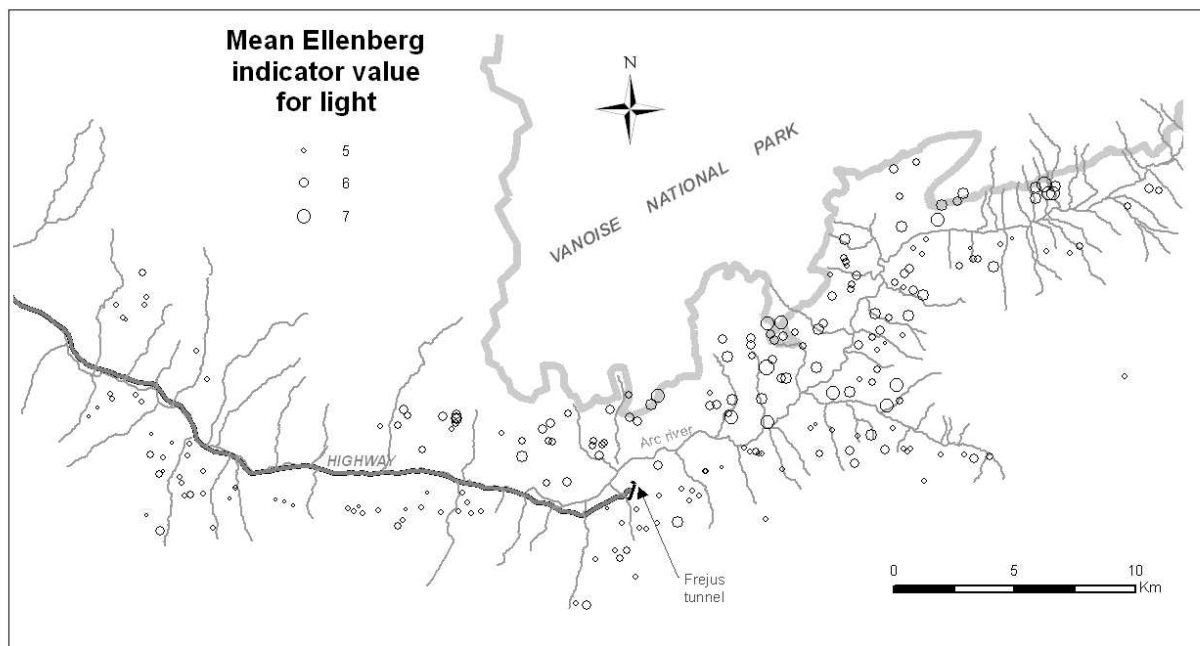 Mean Ellenberg
indicator value
for light
5
6
7
N
VANOISE NATIONAL PARK
Arc river
HIGHWAY
Frejus
tunnel
0 5 10
Km